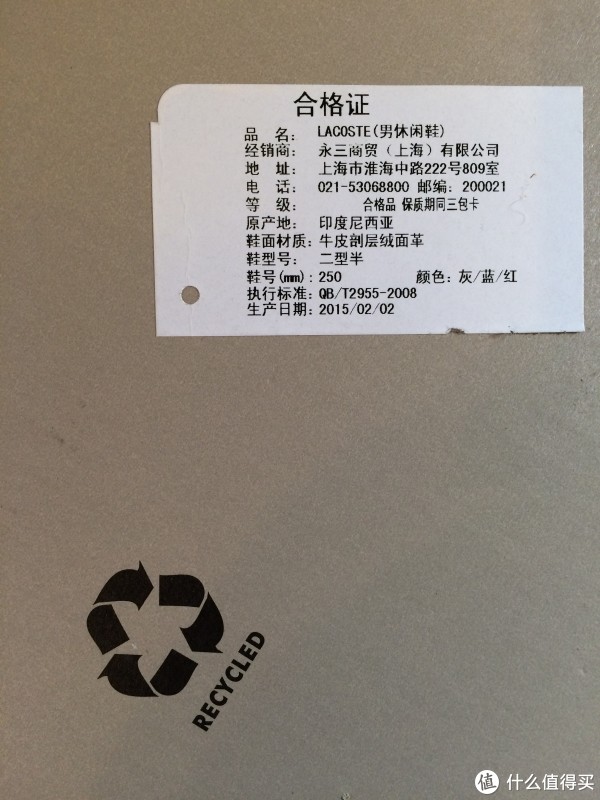 合格证
品 名: LACOSTE(男休闲鞋)
经销商: 永三商贸（上海）有限公司
地 址: 上海市淮海中路222号809室
电 话: 021-53068800 邮编: 200021
等 级: 合格品 保质期同三包卡
原产地: 印度尼西亚
鞋面材质: 牛皮剖层绒面革
鞋型号: 二型半
鞋号(mm): 250 颜色: 灰/蓝/红
执行标准: QB/T2955-2008
生产日期: 2015/02/02
RECYCLED
值 什么值得买